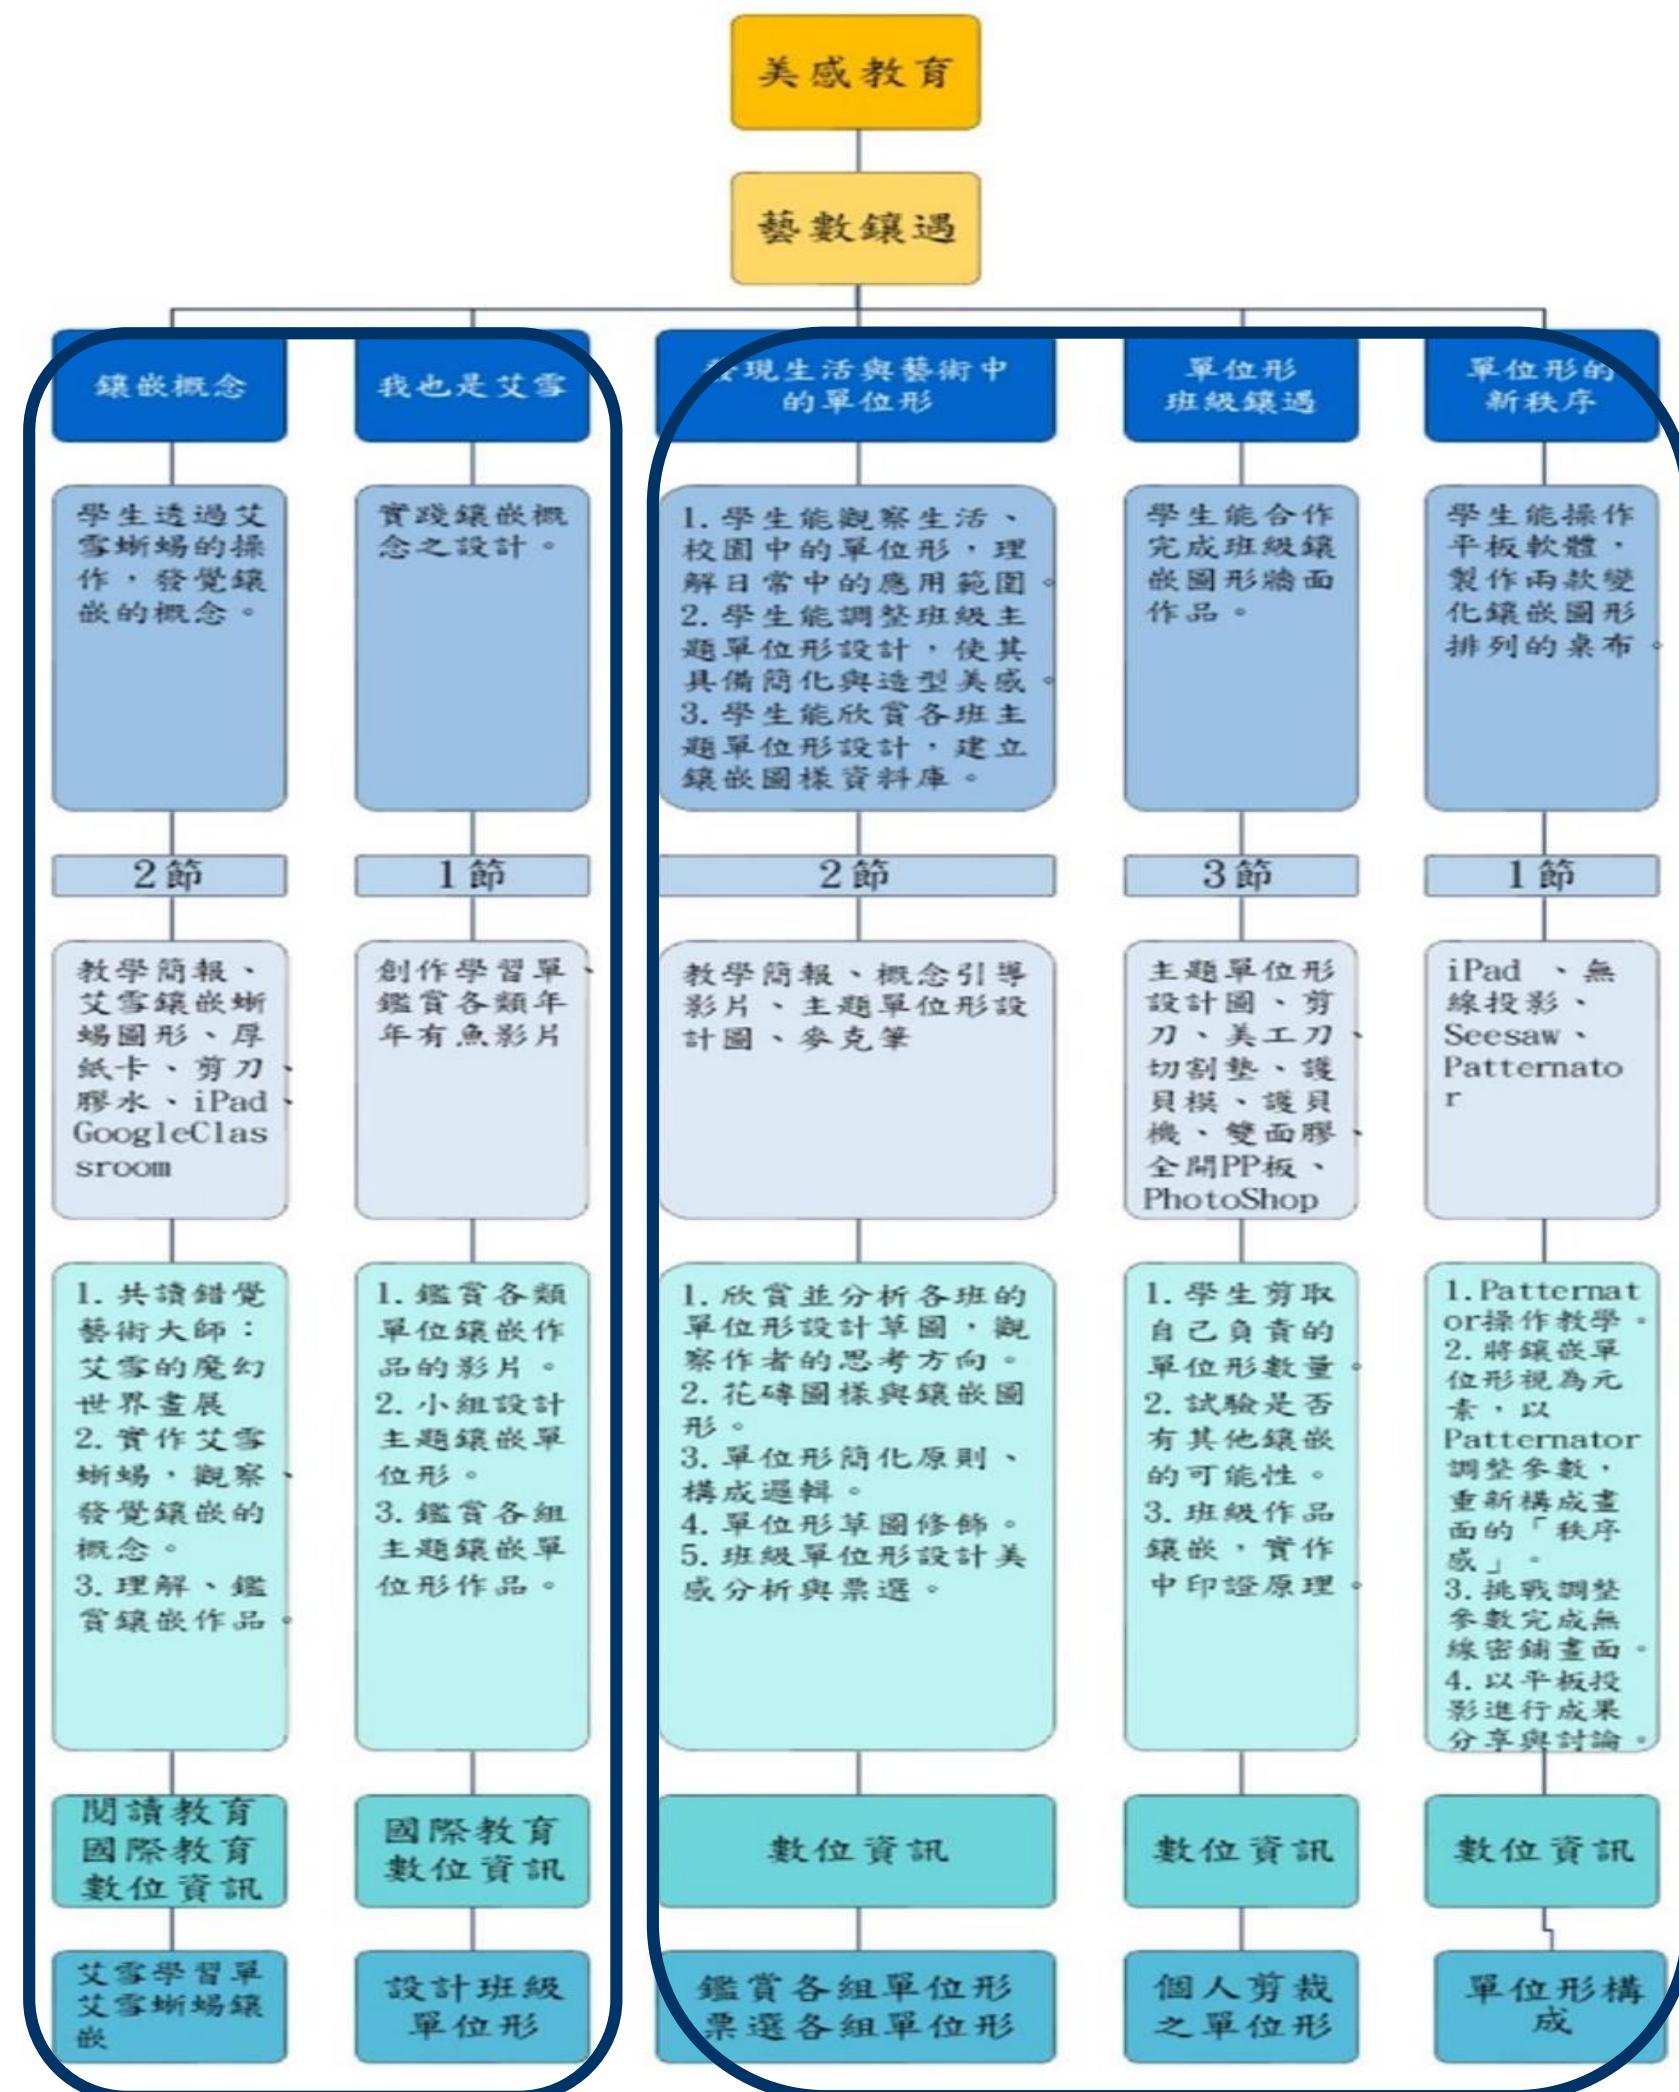 美感教育
藝數鑲遇
鑲嵌概念
我也是艾雪
發現生活與藝術中
的單位形
單位形
班級鑲遇
單位形的
新秩序
學生透過艾
雪蜥蜴的操
作，發覺鑲
嵌的概念。
實踐鑲嵌概
念之設計。
1.學生能觀察生活、
校園中的單位形，理
解日常中的應用範圍。
2.學生能調整班級主
題單位形設計，使其
具備簡化與造型美感。
3.學生能欣賞各班主
題單位形設計，建立
鑲嵌圖樣資料庫。
學生能合作
完成班級鑲
嵌圖形牆面
作品。
學生能操作
平板軟體，
製作兩款變
化鑲嵌圖形
排列的桌布。
2節
1節
2節
3節
1節
教學簡報、
艾雪鑲嵌蜥
蜴圖形、厚
紙卡、剪刀、
膠水、iPad、
GoogleClas
sroom
創作學習單、
鑑賞各類年
年有魚影片
教學簡報、概念引導
影片、主題單位形設
計圖、麥克筆
主題單位形
設計圖、剪
刀、美工刀、
切割墊、護
貝模、護貝
機、雙面膠、
全開PP板、
PhotoShop
iPad 、無
線投影、
Seesaw、
Patternato
r
1.共讀錯覺
藝術大師：
艾雪的魔幻
世界畫展
2.實作艾雪
蜥蜴，觀察、
發覺鑲嵌的
概念。
3.理解、鑑
賞鑲嵌作品。
1.鑑賞各類
單位鑲嵌作
品的影片。
2.小組設計
主題鑲嵌單
位形。
3.鑑賞各組
主題鑲嵌單
位形作品。
1.欣賞並分析各班的
單位形設計草圖，觀
察作者的思考方向。
2.花磚圖樣與鑲嵌圖
形。
3.單位形簡化原則、
構成邏輯。
4.單位形草圖修飾。
5.班級單位形設計美
感分析與票選。
1.學生剪取
自己負責的
單位形數量。
2.試驗是否
有其他鑲嵌
的可能性。
3.班級作品
鑲嵌，實作
中印證原理。
1.Patternat
or操作教學。
2.將鑲嵌單
位形視為元
素，以
Patternator
調整參數，
重新構成畫
面的「秩序
感」。
3.挑戰調整
參數完成無
線密鋪畫面。
4.以平板投
影進行成果
分享與討論。
閱讀教育
國際教育
數位資訊
國際教育
數位資訊
數位資訊
數位資訊
數位資訊
艾雪學習單
艾雪蜥蜴鑲
嵌
設計班級
單位形
鑑賞各組單位形
票選各組單位形
個人剪裁
之單位形
單位形構
成